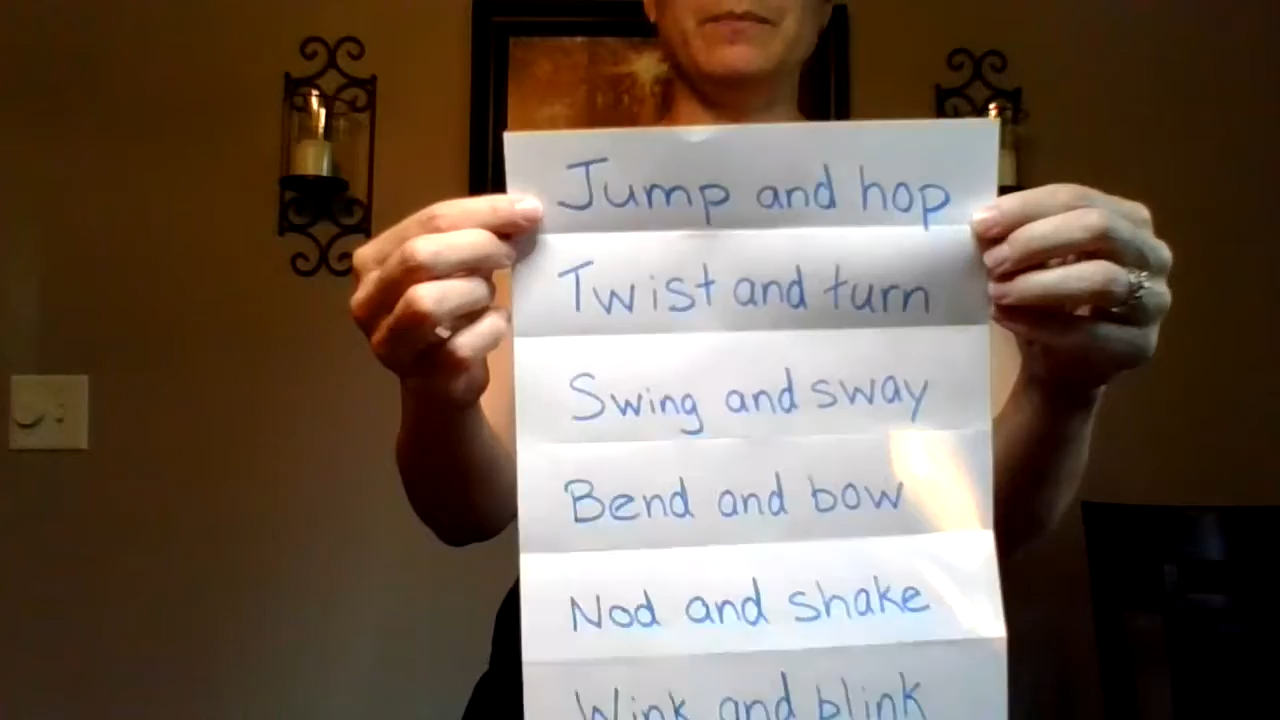 Jump and hop
Twist and turn
Swing and sway
Bend and bow
Nod and shake
Wink and blink